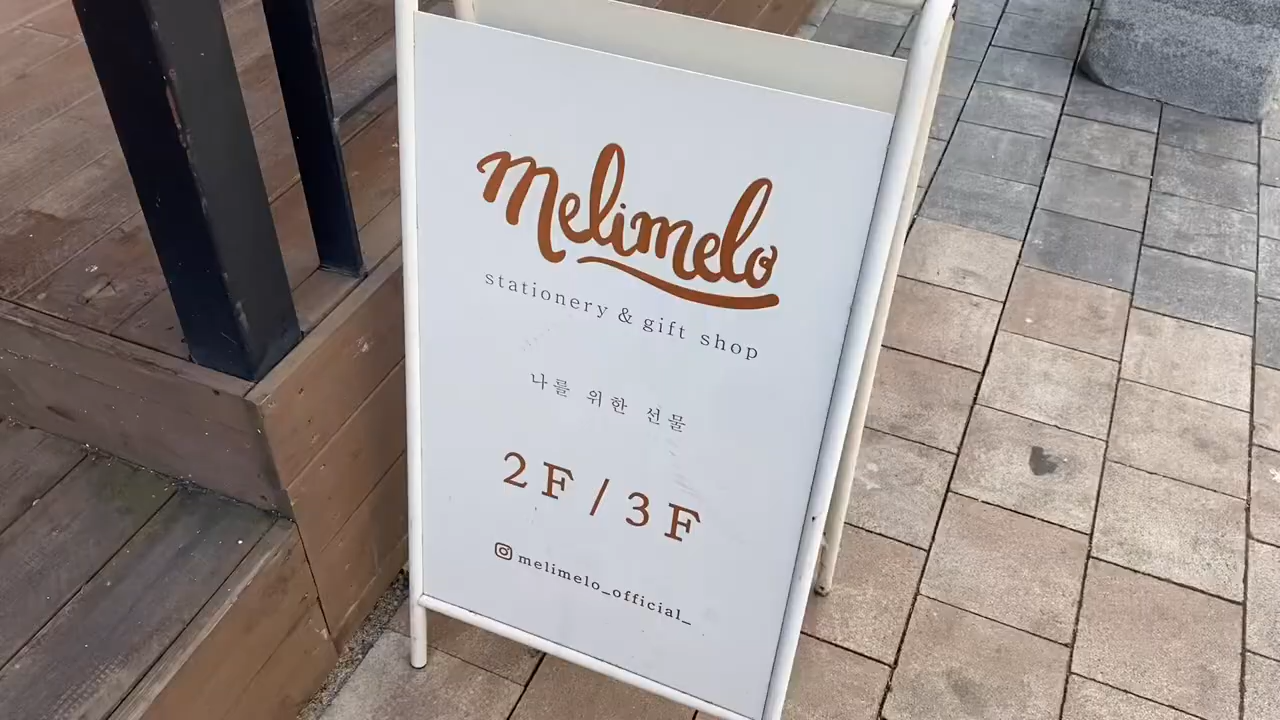 melimelo
stationery & gift shop
나를 위한 선물
2F / 3F
melimelo_official_